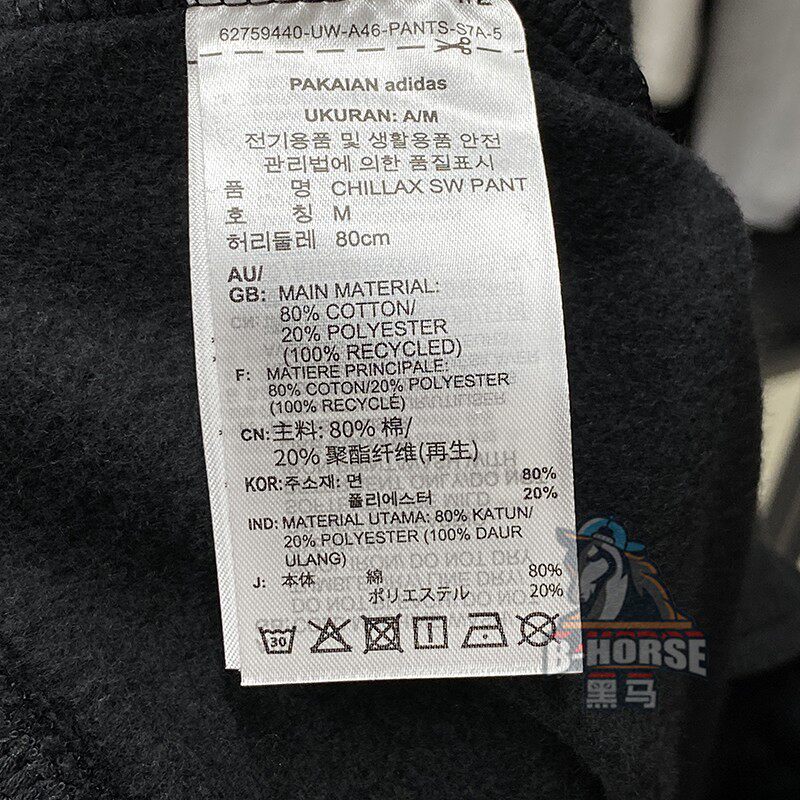 62759440-UW-A46-PANTS-S7A-5
PAKAIAN adidas
UKURAN: A/M
전기용품 및 생활용품 안전
관리법에 의한 품질표시
품 명 CHILLAX SW PANT
호 칭 M
허리둘레 80cm
AU/
GB: MAIN MATERIAL:
80% COTTON/
20% POLYESTER
(100% RECYCLED)
F: MATIERE PRINCIPALE:
80% COTON/20% POLYESTER
(100% RECYCLÉ)
CN: 主料: 80% 棉/
20% 聚酯纤维(再生)
KOR: 주소재: 면 80%
폴리에스터 20%
IND: MATERIAL UTAMA: 80% KATUN/
20% POLYESTER (100% DAUR
ULANG)
J: 本体 綿 80%
ポリエステル 20%
30
B-HORSE
黑马